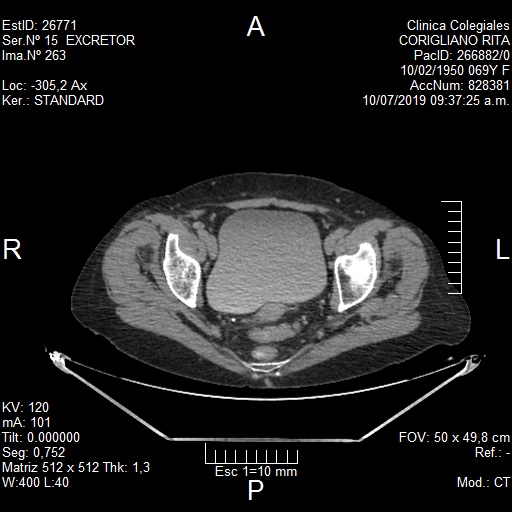 EstID: 26771
Ser.Nº 15  EXCRETOR
Ima.Nº 263
Loc: -305,2 Ax
Ker.: STANDARD
A
Clinica Colegiales
CORIGLIANO RITA
PacID: 266882/0
10/02/1950 069Y F
AccNum: 828381
10/07/2019 09:37:25 a.m.
R
L
KV: 120
mA: 101
Tilt: 0.000000
Seg: 0,752
Matriz 512 x 512 Thk: 1,3
W:400 L:40
Esc 1=10 mm
P
FOV: 50 x 49,8 cm
Ref.: -
Mod.: CT